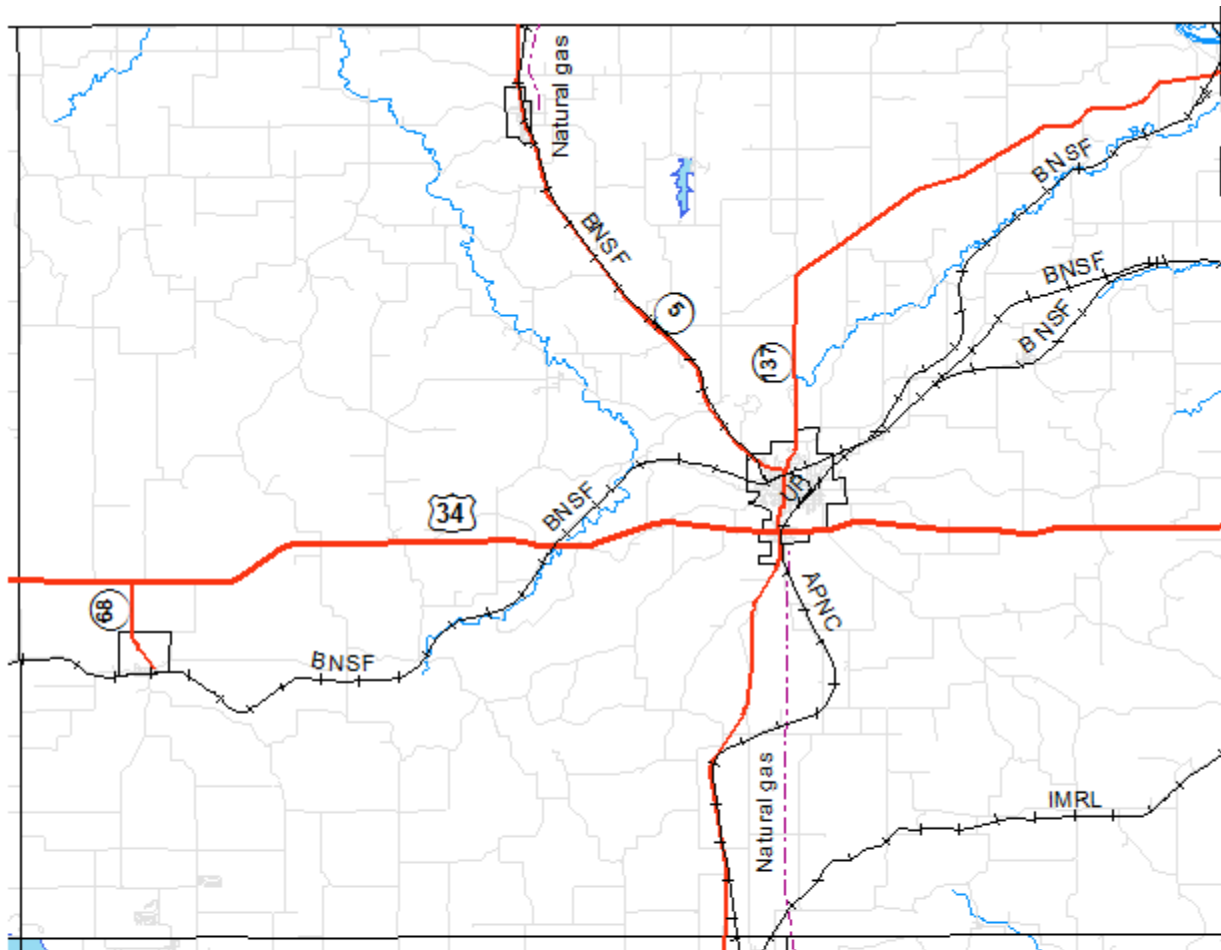 Natural gas
BNSF
BNSF
5
BNSF
137
BNSF
UP
34
BNSF
68
APNC
BNSF
Natural gas
IMRL